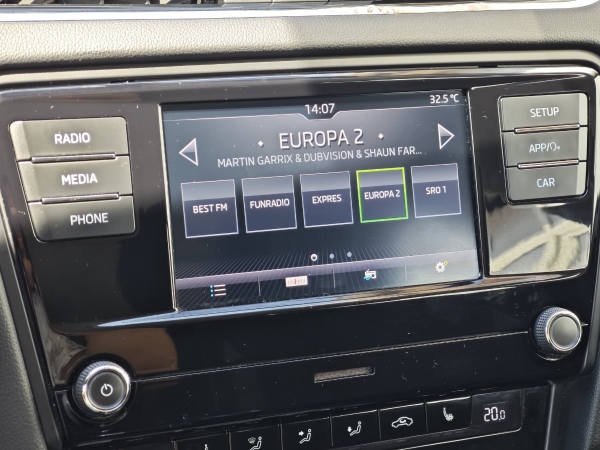 14:07
32.5 °C
EUROPA 2
MARTIN GARRIX & DUBVISION & SHAUN FAR...
BEST FM
FUNRADIO
EXPRES
EUROPA 2
SRO 1
RADIO
MEDIA
PHONE
SETUP
APP/
CAR
20.0